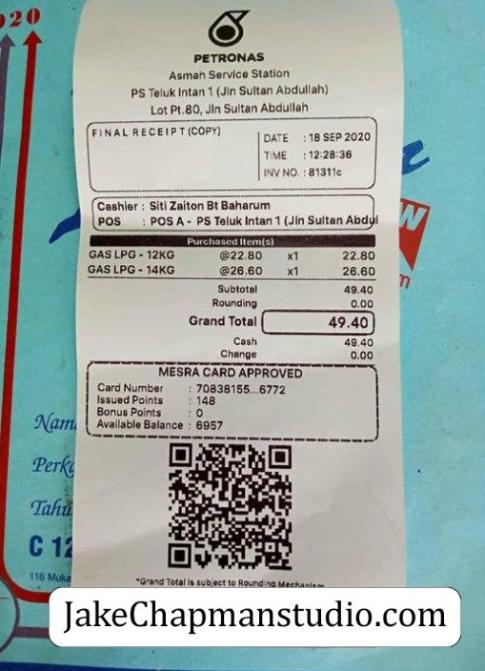 020
PETRONAS
Asmah Service Station
PS Teluk Intan 1 (Jln Sultan Abdullah)
Lot Pt.80, Jln Sultan Abdullah
FINAL RECEIPT (COPY)
DATE : 18 SEP 2020
TIME : 12:28:36
INV NO. : 81311c
Cashier : Siti Zaiton Bt Baharum
POS : POS A - PS Teluk Intan 1 (Jln Sultan Abdul
Purchased Item(s)
GAS LPG - 12KG @22.80 x1 22.80
GAS LPG - 14KG @26.60 x1 26.60
Subtotal 49.40
Rounding 0.00
Grand Total 49.40
Cash 49.40
Change 0.00
MESRA CARD APPROVED
Card Number : 70838155...6772
Issued Points : 148
Bonus Points : 0
Available Balance : 6957
Nam
Perk
Tahu
C 12
116 Muka
*Grand Total is subject to Rounding Mechanism
JakeChapmanstudio.com